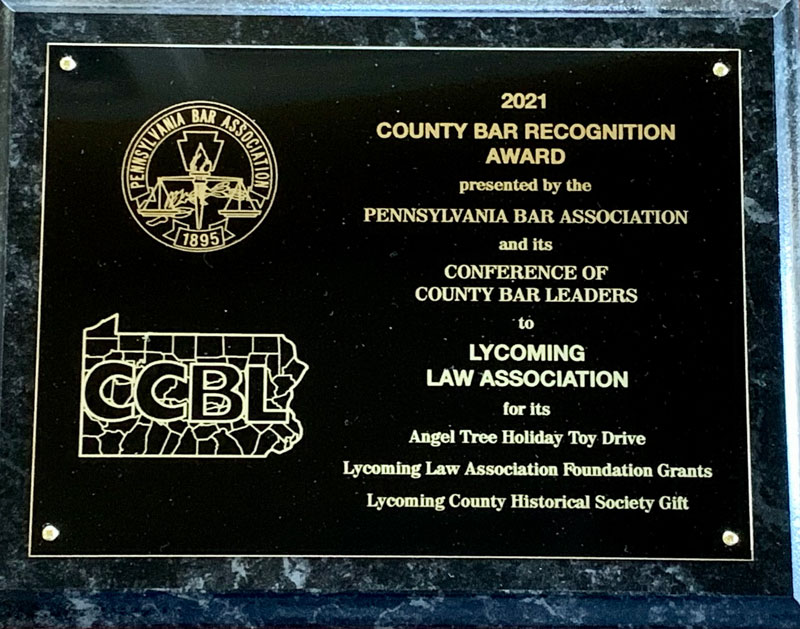 PENNSYLVANIA BAR ASSOCIATION
1895
CCBL
2021
COUNTY BAR RECOGNITION
AWARD
presented by the
PENNSYLVANIA BAR ASSOCIATION
and its
CONFERENCE OF
COUNTY BAR LEADERS
to
LYCOMING
LAW ASSOCIATION
for its
Angel Tree Holiday Toy Drive
Lycoming Law Association Foundation Grants
Lycoming County Historical Society Gift